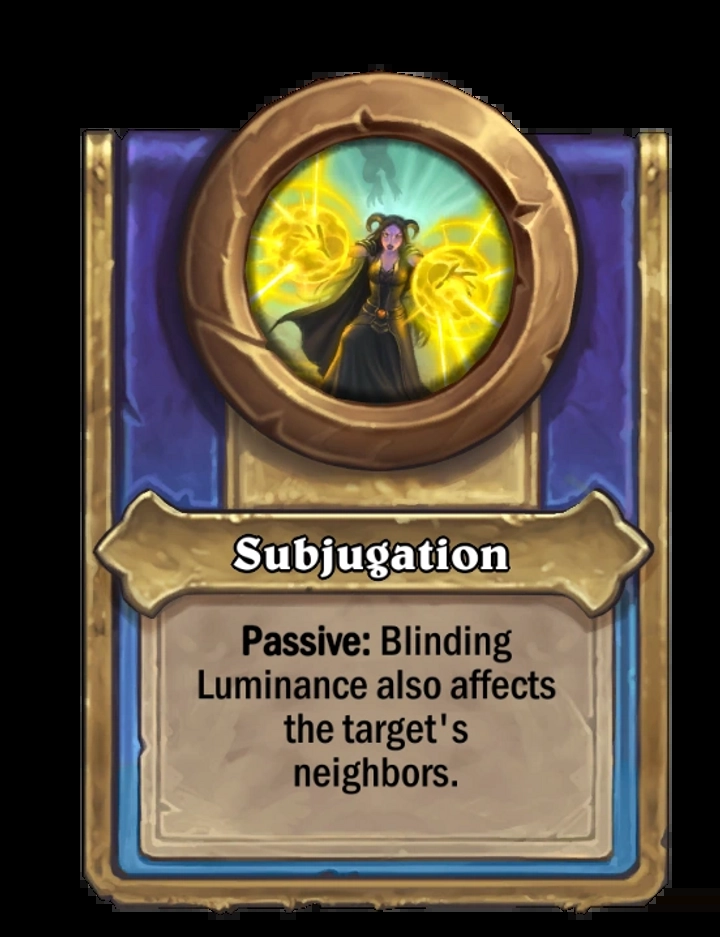 Subjugation
Passive: Blinding
Luminance also affects
the target's
neighbors.